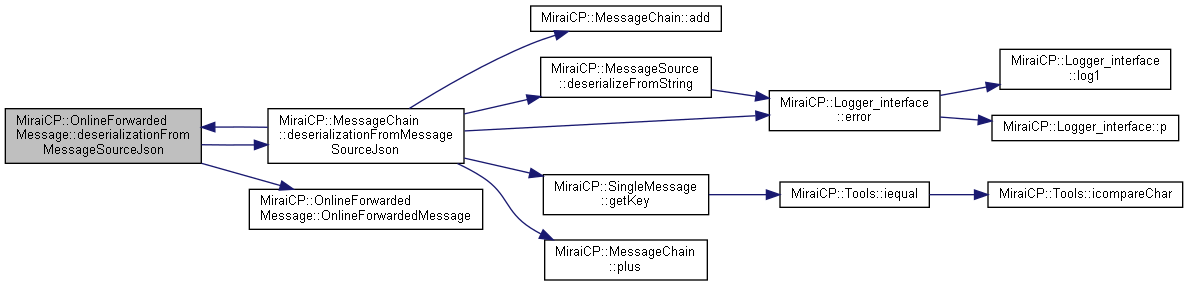 MiraiCP::OnlineForwarded
Message::deserializationFrom
MessageSourceJson
MiraiCP::MessageChain
::deserializationFromMessage
SourceJson
MiraiCP::OnlineForwarded
Message::OnlineForwardedMessage
MiraiCP::MessageChain::add
MiraiCP::MessageSource
::deserializeFromString
MiraiCP::Logger_interface
::error
MiraiCP::Logger_interface
::log1
MiraiCP::Logger_interface::p
MiraiCP::SingleMessage
::getKey
MiraiCP::Tools::iequal
MiraiCP::Tools::icompareChar
MiraiCP::MessageChain
::plus